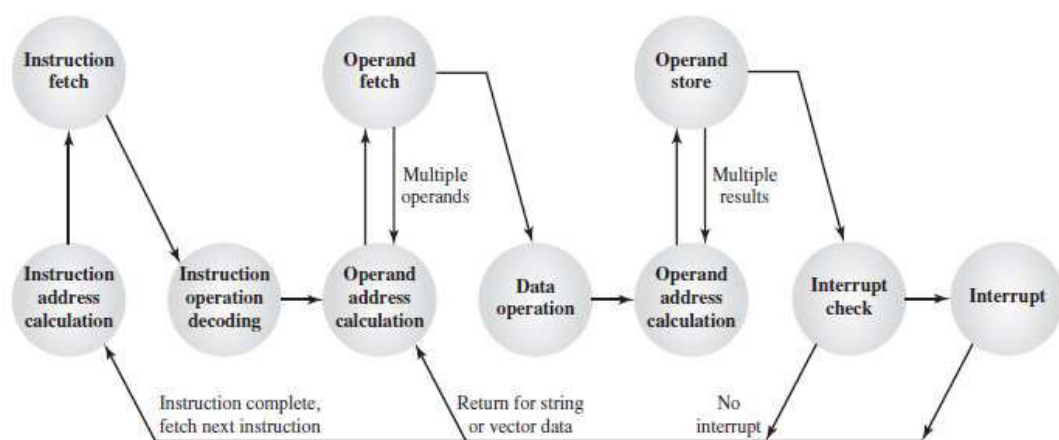 Instruction
fetch
Operand
fetch
Operand
store
Multiple
operands
Multiple
results
Instruction
address
calculation
Instruction
operation
decoding
Operand
address
calculation
Data
operation
Operand
address
calculation
Interrupt
check
Interrupt
Instruction complete,
fetch next instruction
Return for string
or vector data
No
interrupt